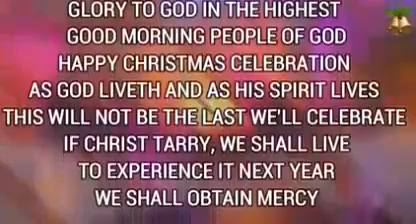 GLORY TO GOD IN THE HIGHEST
GOOD MORNING PEOPLE OF GOD
HAPPY CHRISTMAS CELEBRATION
AS GOD LIVETH AND AS HIS SPIRIT LIVES
THIS WILL NOT BE THE LAST WE'LL CELEBRATE
IF CHRIST TARRY, WE SHALL LIVE
TO EXPERIENCE IT NEXT YEAR
WE SHALL OBTAIN MERCY